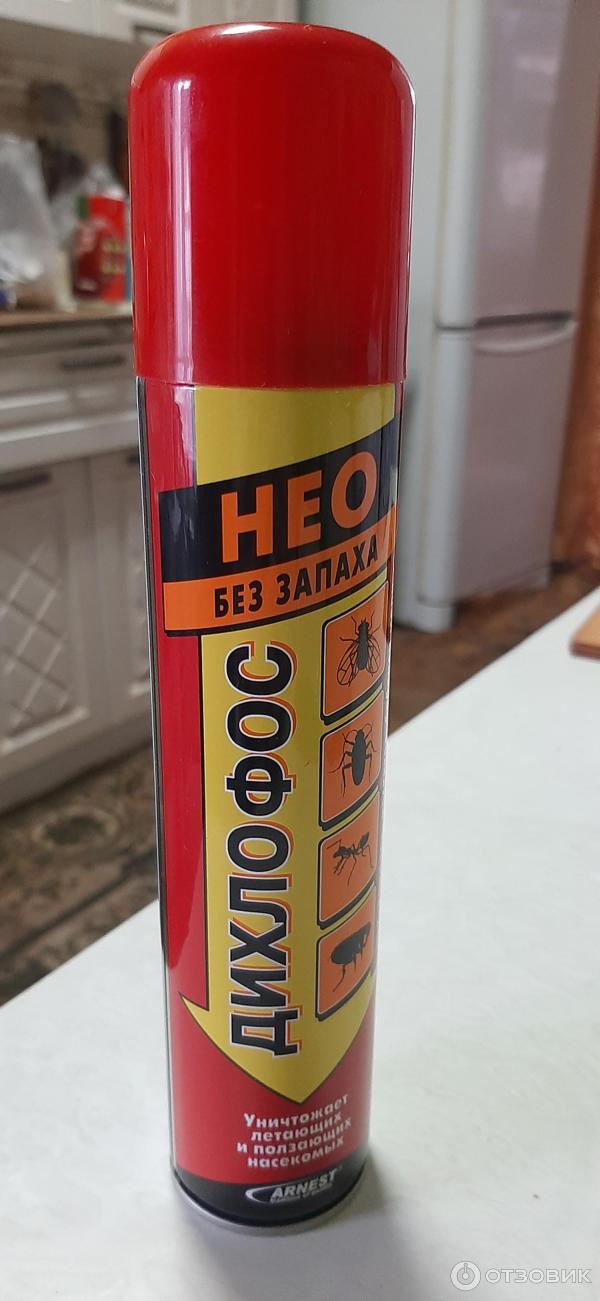 НЕО
БЕЗ ЗАПАХА
ДИХЛОФОС
Уничтожает
летающих
и ползающих
насекомых
ARNEST
ОТЗОВИК